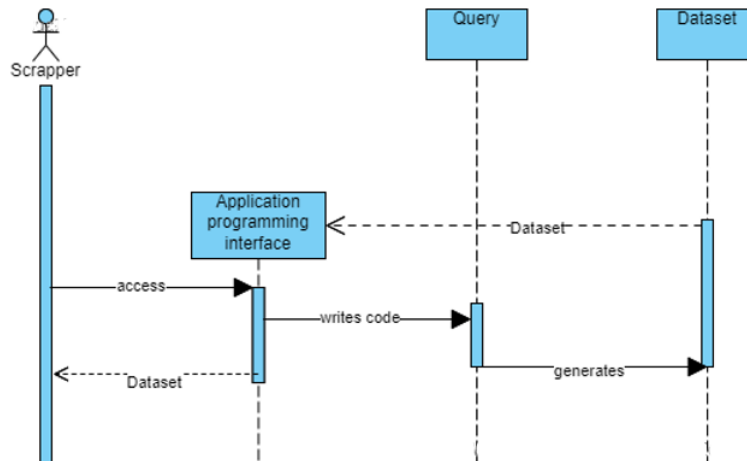 Scrapper
Query
Dataset
Application
programming
interface
Dataset
access
writes code
generates
Dataset